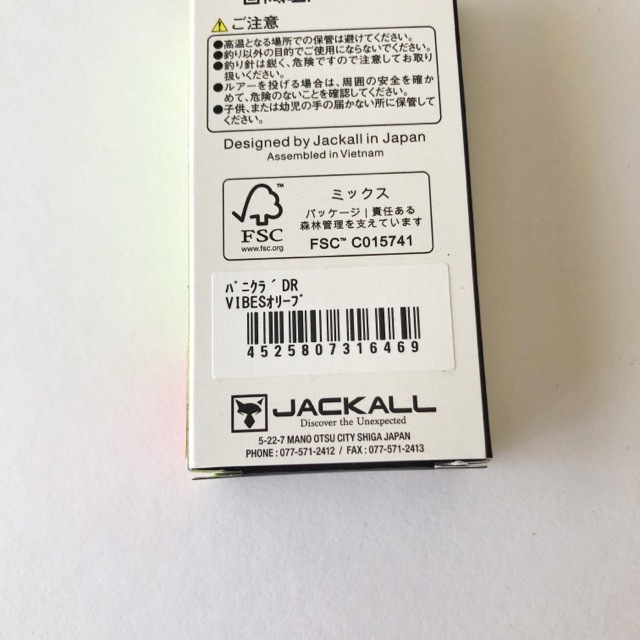 ご注意
●高温となる場所での保管は避けてください。
●釣り以外の目的でご使用にならないでください。
●釣り針は鋭く、危険ですので注意してお取り
扱いください。
●ルアーを投げる場合は、周囲の安全を確か
めて、危険のないことを確認してください。
●子供、または幼児の手の届かない所に保管して
ください。
Designed by Jackall in Japan
Assembled in Vietnam
FSC
www.fsc.org
ミックス
パッケージ|責任ある
森林管理を支えています
FSC™ C015741
ﾊﾟﾆｸﾗﾞDR
VIBESｵﾘｰﾌﾞ
4525807316469
JACKALL
Discover the Unexpected
5-22-7 MANO OTSU CITY SHIGA JAPAN
PHONE : 077-571-2412 / FAX : 077-571-2413